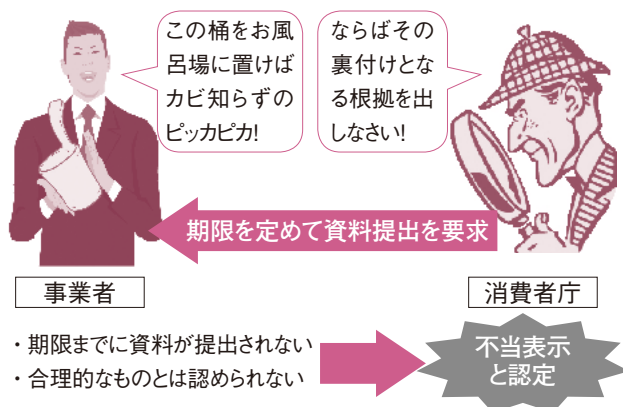 この桶をお風
呂場に置けば
カビ知らずの
ピッカピカ!
ならばその
裏付けとな
る根拠を出
しなさい!
期限を定めて資料提出を要求
事業者
消費者庁
・期限までに資料が提出されない
・合理的なものとは認められない
不当表示
と認定